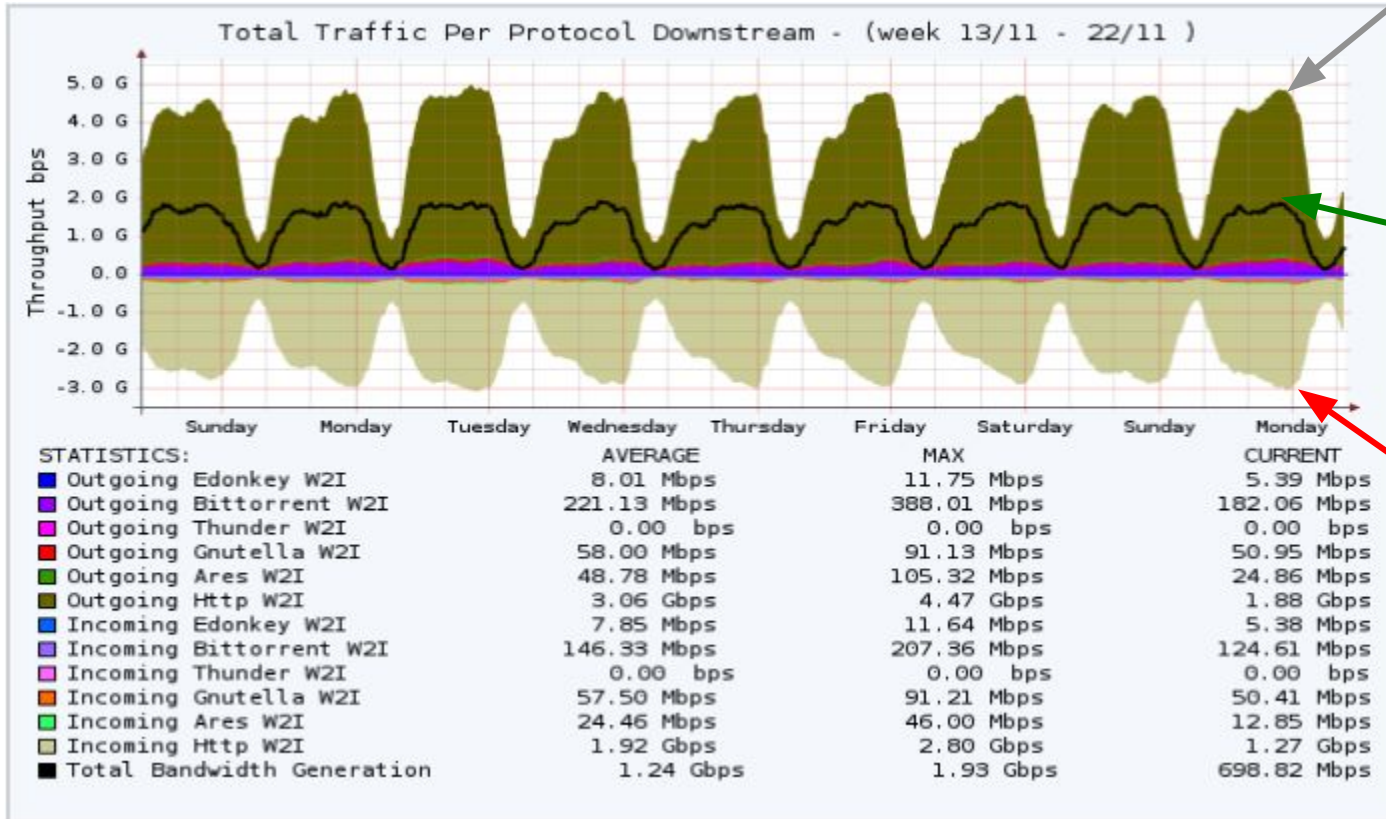 Total Traffic Per Protocol Downstream - (week 13/11 - 22/11 )
Throughput bps
5.0 G
4.0 G
3.0 G
2.0 G
1.0 G
0.0
-1.0 G
-2.0 G
-3.0 G
Sunday Monday Tuesday Wednesday Thursday Friday Saturday Sunday Monday
STATISTICS: AVERAGE MAX CURRENT
Outgoing Edonkey W2I 8.01 Mbps 11.75 Mbps 5.39 Mbps
Outgoing Bittorrent W2I 221.13 Mbps 388.01 Mbps 182.06 Mbps
Outgoing Thunder W2I 0.00 bps 0.00 bps 0.00 bps
Outgoing Gnutella W2I 58.00 Mbps 91.13 Mbps 50.95 Mbps
Outgoing Ares W2I 48.78 Mbps 105.32 Mbps 24.86 Mbps
Outgoing Http W2I 3.06 Gbps 4.47 Gbps 1.88 Gbps
Incoming Edonkey W2I 7.85 Mbps 11.64 Mbps 5.38 Mbps
Incoming Bittorrent W2I 146.33 Mbps 207.36 Mbps 124.61 Mbps
Incoming Thunder W2I 0.00 bps 0.00 bps 0.00 bps
Incoming Gnutella W2I 57.50 Mbps 91.21 Mbps 50.41 Mbps
Incoming Ares W2I 24.46 Mbps 46.00 Mbps 12.85 Mbps
Incoming Http W2I 1.92 Gbps 2.80 Gbps 1.27 Gbps
Total Bandwidth Generation 1.24 Gbps 1.93 Gbps 698.82 Mbps